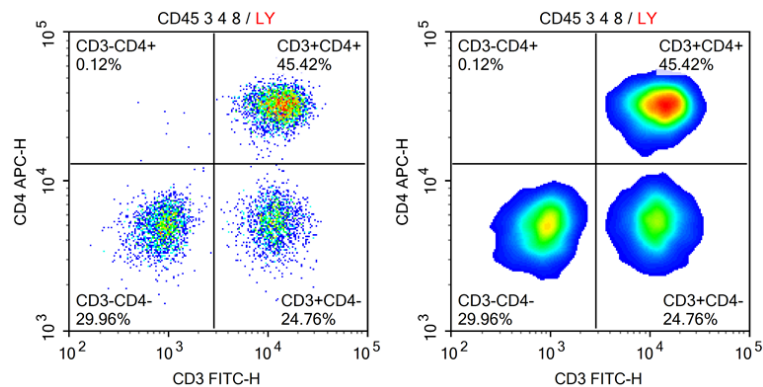 CD45 3 4 8 / LY
CD3-CD4+
0.12%
CD3+CD4+
45.42%
CD3-CD4-
29.96%
CD3+CD4-
24.76%
10^5
10^4
10^3
CD4 APC-H
10^2
10^3
10^4
10^5
CD3 FITC-H
CD45 3 4 8 / LY
CD3-CD4+
0.12%
CD3+CD4+
45.42%
CD3-CD4-
29.96%
CD3+CD4-
24.76%
10^5
10^4
10^3
CD4 APC-H
10^2
10^3
10^4
10^5
CD3 FITC-H